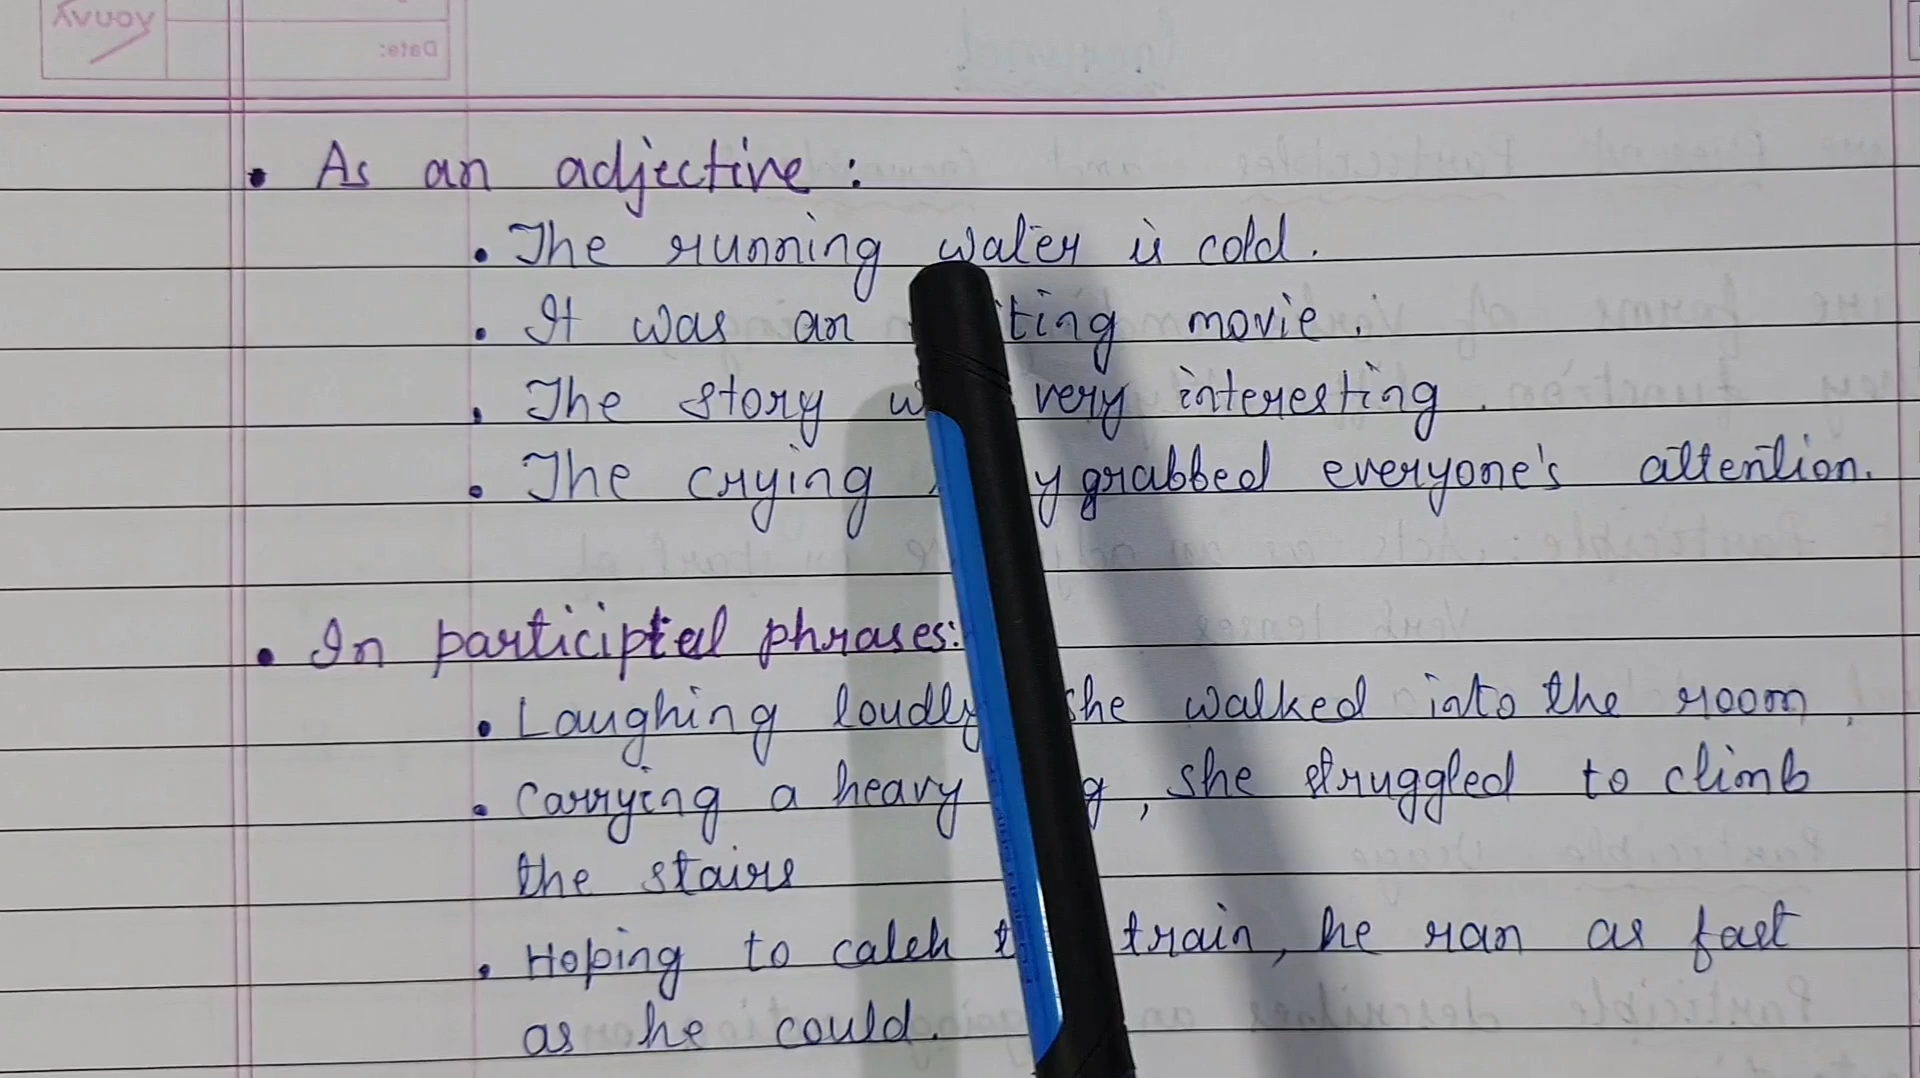 • As an adjective :
• The running water is cold.
• It was an ting movie.
• The story very interesting.
• The crying grabbed everyone's attention.
• In participial phrases:
• Laughing loudly she walked into the room.
• Carrying a heavy , she struggled to climb
the stairs
• Hoping to catch train, he ran as fast
as he could.